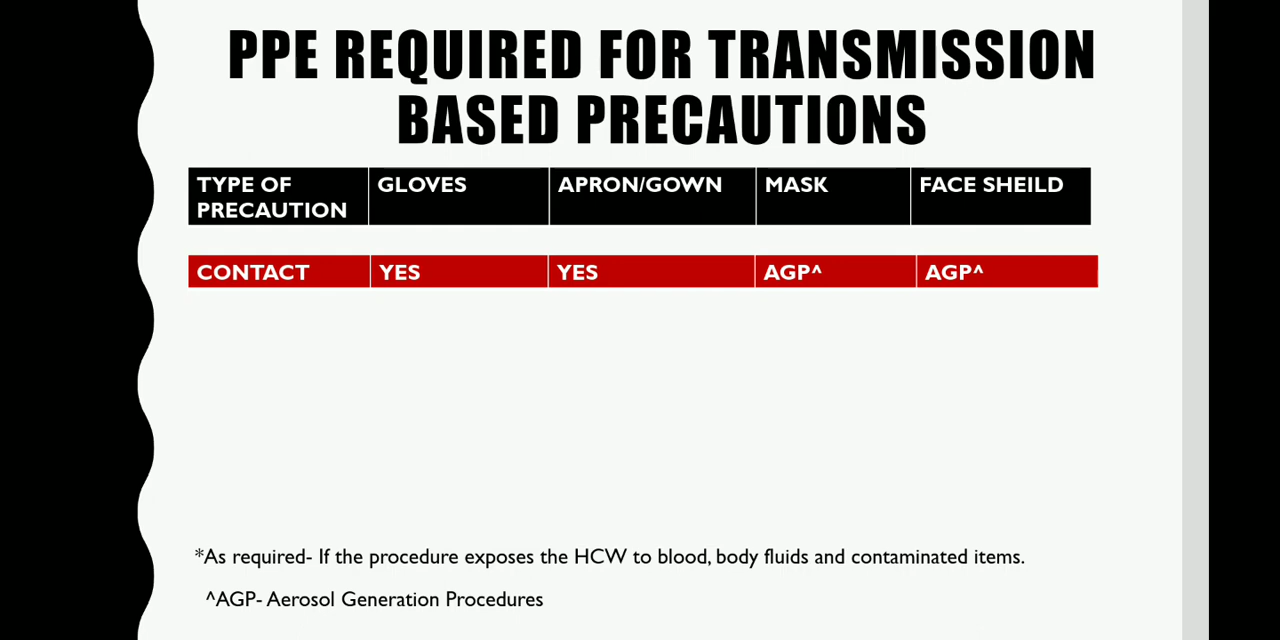 PPE REQUIRED FOR TRANSMISSION
BASED PRECAUTIONS
TYPE OF PRECAUTION GLOVES APRON/GOWN MASK FACE SHEILD
CONTACT YES YES AGP^ AGP^
*As required- If the procedure exposes the HCW to blood, body fluids and contaminated items.
^AGP- Aerosol Generation Procedures